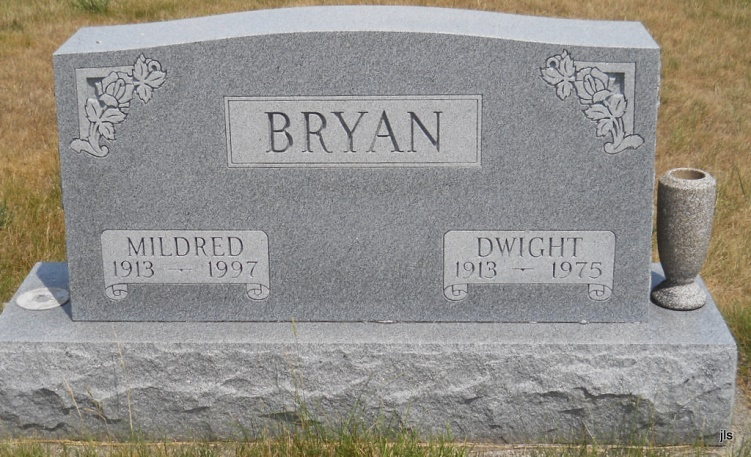 BRYAN
MILDRED
1913 – 1997
DWIGHT
1913 – 1975
jls